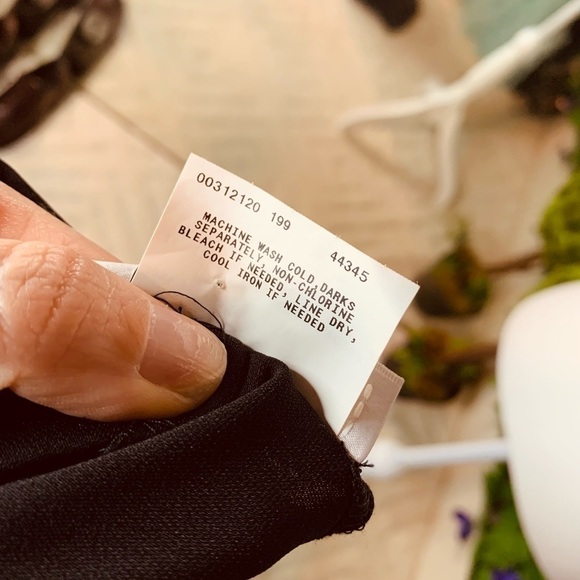 00312120 199 44345
MACHINE WASH COLD, DARKS
SEPARATELY, NON-CHLORINE
BLEACH IF NEEDED, LINE DRY,
COOL IRON IF NEEDED